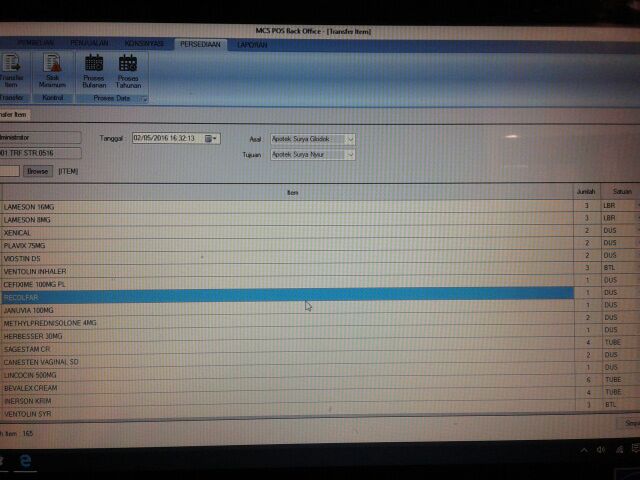 MCS POS Back Office - [Transfer Item]
PEMBELIAN PENJUALAN KONSINYASI PERSEDIAAN LAPORAN
Transfer Item Stok Minimum Proses Bulanan Proses Tahunan
Transfer Kontrol Proses Data
nsfer Item
ministrator Tanggal : 02/05/2016 16:32:13 Asal Apotek Surya Glodok
001.TRF.STR.0516 Tujuan Apotek Surya Nyiur
Browse [ITEM]
Item Jumlah Satuan
LAMESON 16MG 3 LBR
LAMESON 8MG 3 LBR
XENICAL 2 DUS
PLAVIX 75MG 2 DUS
VIOSTIN DS 2 DUS
VENTOLIN INHALER 3 BTL
CEFIXIME 100MG PL 1 DUS
RECOLFAR 1 DUS
JANUVIA 100MG 1 DUS
METHYLPREDNISOLONE 4MG 2 DUS
HERBESSER 30MG 1 DUS
SAGESTAM CR 4 TUBE
CANESTEN VAGINAL SD 2 DUS
LINCOCIN 500MG 1 DUS
BEVALEX CREAM 6 TUBE
INERSON KRIM 4 TUBE
VENTOLIN SYR 3 BTL
h Item : 165 Simpa